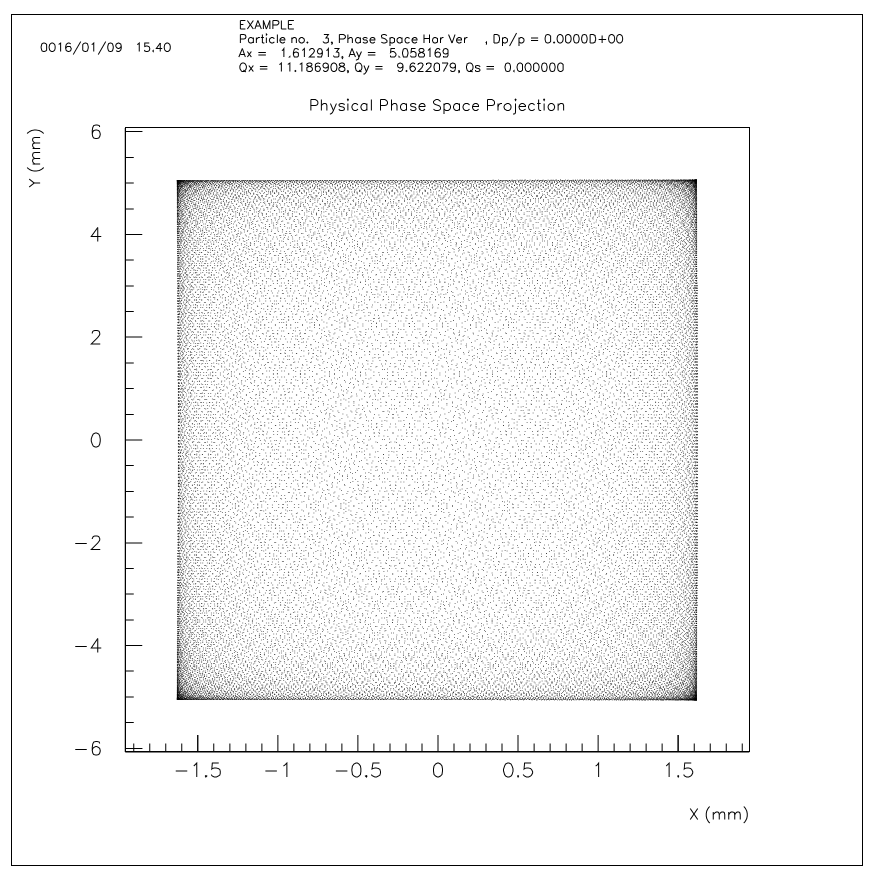 EXAMPLE
0016/01/09 15.40
Particle no. 3, Phase Space Hor Ver , Dp/p = 0.0000D+00
Ax = 1.612913, Ay = 5.058169
Qx = 11.186908, Qy = 9.622079, Qs = 0.000000
Physical Phase Space Projection
Y (mm)
6
4
2
0
−2
−4
−6
−1.5 −1 −0.5 0 0.5 1 1.5
X (mm)